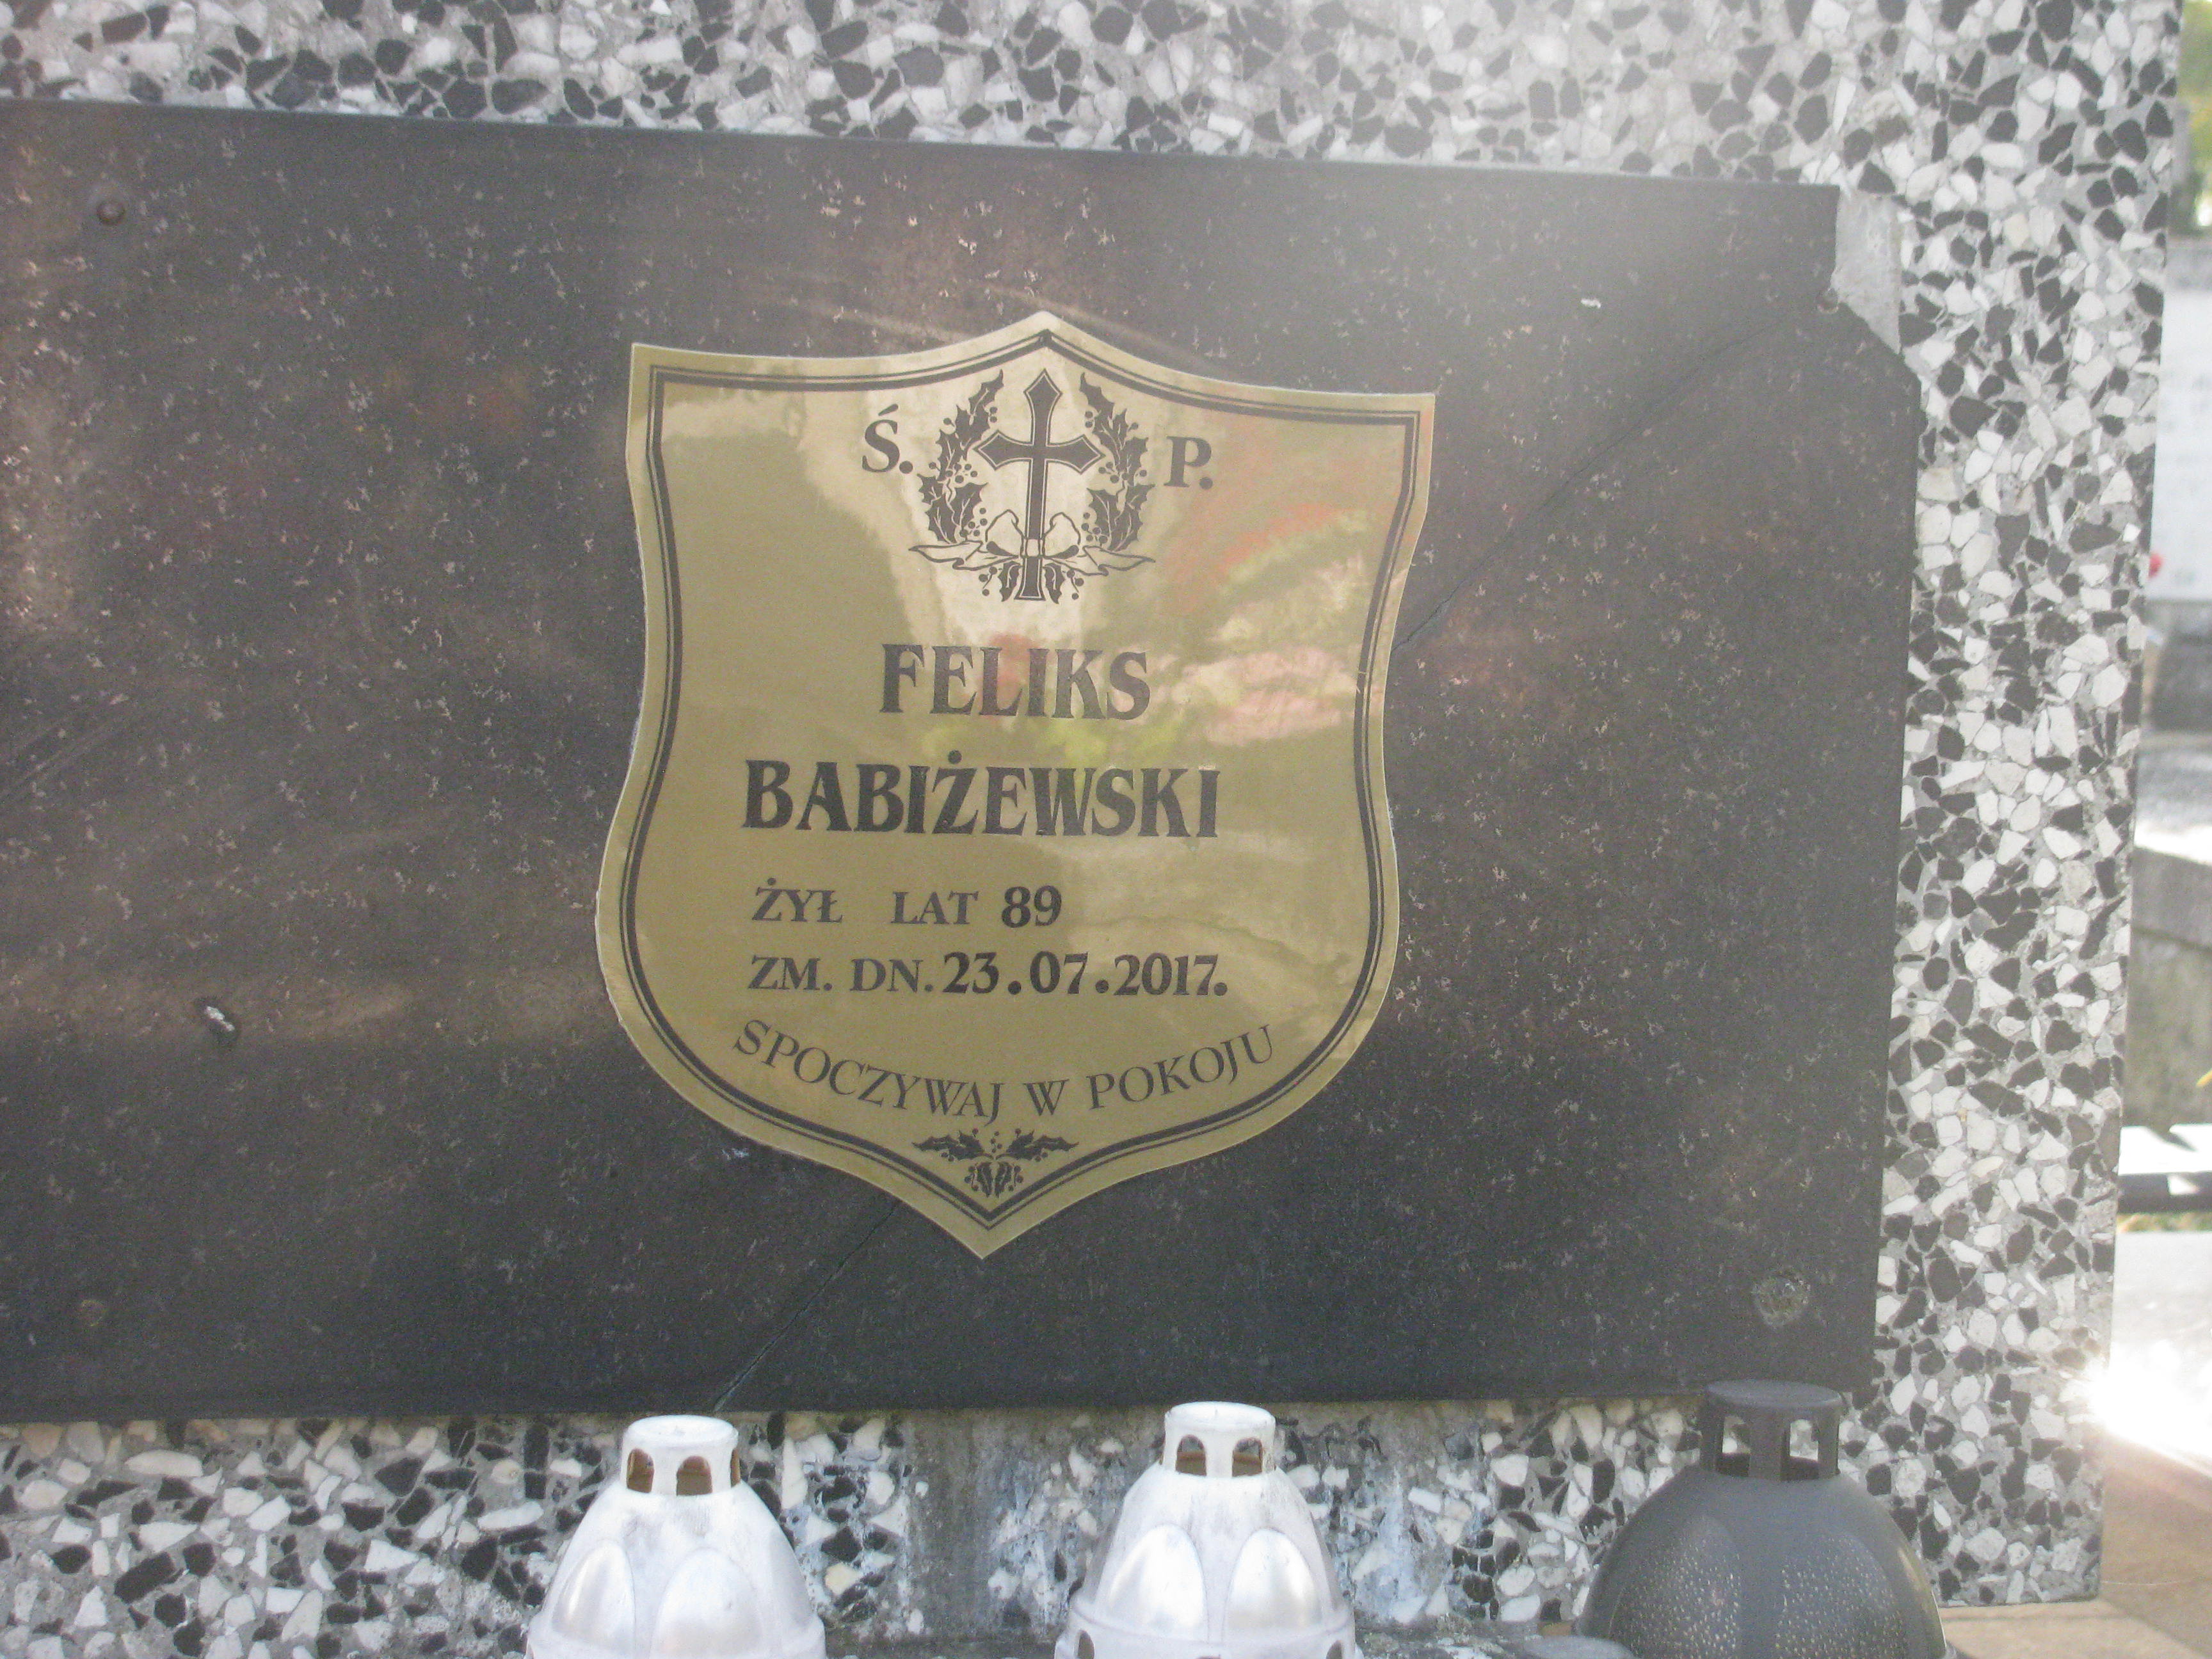 Ś. P.
FELIKS
BABIŻEWSKI
ŻYŁ LAT 89
ZM. DN. 23.07.2017.
SPOCZYWAJ W POKOJU